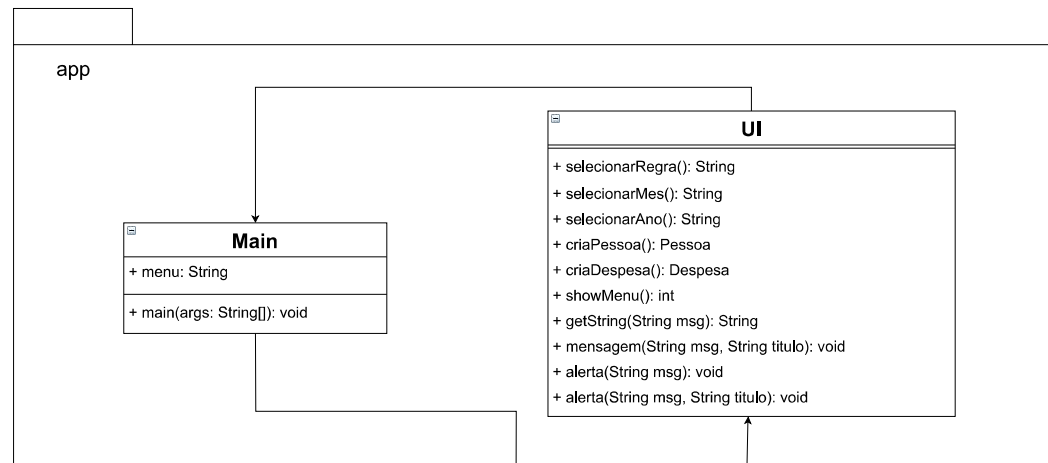 app
Main
+ menu: String
+ main(args: String[]): void
UI
+ selecionarRegra(): String
+ selecionarMes(): String
+ selecionarAno(): String
+ criaPessoa(): Pessoa
+ criaDespesa(): Despesa
+ showMenu(): int
+ getString(String msg): String
+ mensagem(String msg, String titulo): void
+ alerta(String msg): void
+ alerta(String msg, String titulo): void